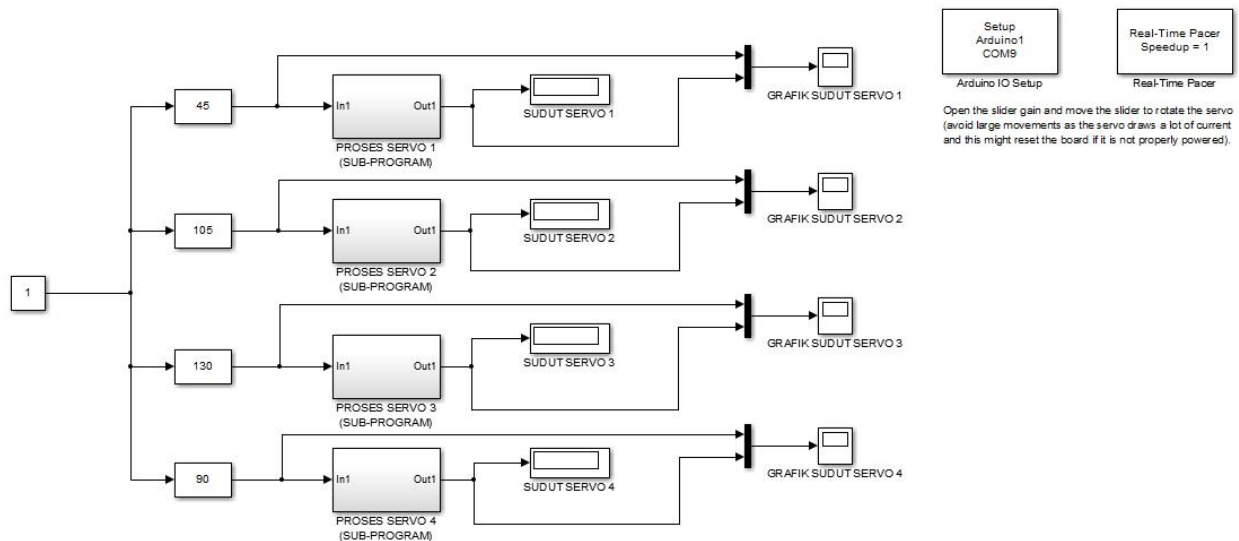 Setup
Arduino1
COM9
Arduino IO Setup
Real-Time Pacer
Speedup = 1
Real-Time Pacer
Open the slider gain and move the slider to rotate the servo
(avoid large movements as the servo draws a lot of current
and this might reset the board if it is not properly powered).
1
45
In1
Out1
PROSES SERVO 1
(SUB-PROGRAM)
SUDUT SERVO 1
GRAFIK SUDUT SERVO 1
105
In1
Out1
PROSES SERVO 2
(SUB-PROGRAM)
SUDUT SERVO 2
GRAFIK SUDUT SERVO 2
130
In1
Out1
PROSES SERVO 3
(SUB-PROGRAM)
SUDUT SERVO 3
GRAFIK SUDUT SERVO 3
90
In1
Out1
PROSES SERVO 4
(SUB-PROGRAM)
SUDUT SERVO 4
GRAFIK SUDUT SERVO 4